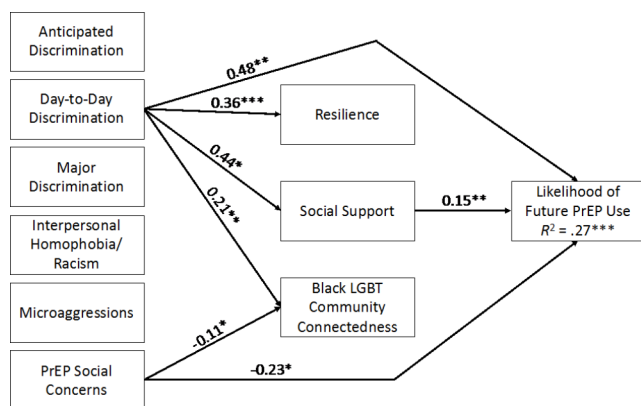 Anticipated
Discrimination
0.48**
Day-to-Day
Discrimination
0.36***
Resilience
0.44*
Major
Discrimination
0.21**
Social Support
0.15**
Likelihood of
Future PrEP Use
R² = .27***
Interpersonal
Homophobia/
Racism
Microaggressions
Black LGBT
Community
Connectedness
-0.11*
PrEP Social
Concerns
-0.23*